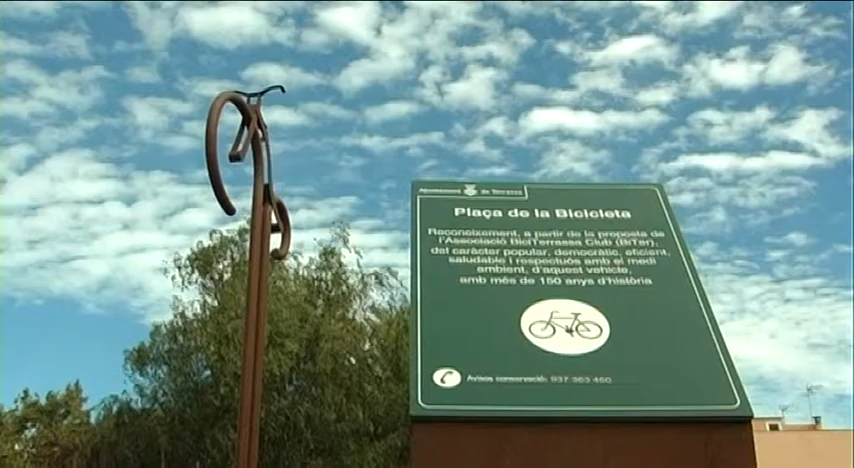 Ajuntament de Terrassa
Plaça de la Bicicleta
Reconeixement, a partir de la proposta de
l'Associació BiciTerrassa Club (BiTer),
del caràcter popular, democràtic, eficient,
saludable i respectuós amb el medi
ambient, d'aquest vehicle,
amb més de 150 anys d'història
Avisos conservació: 937 363 460